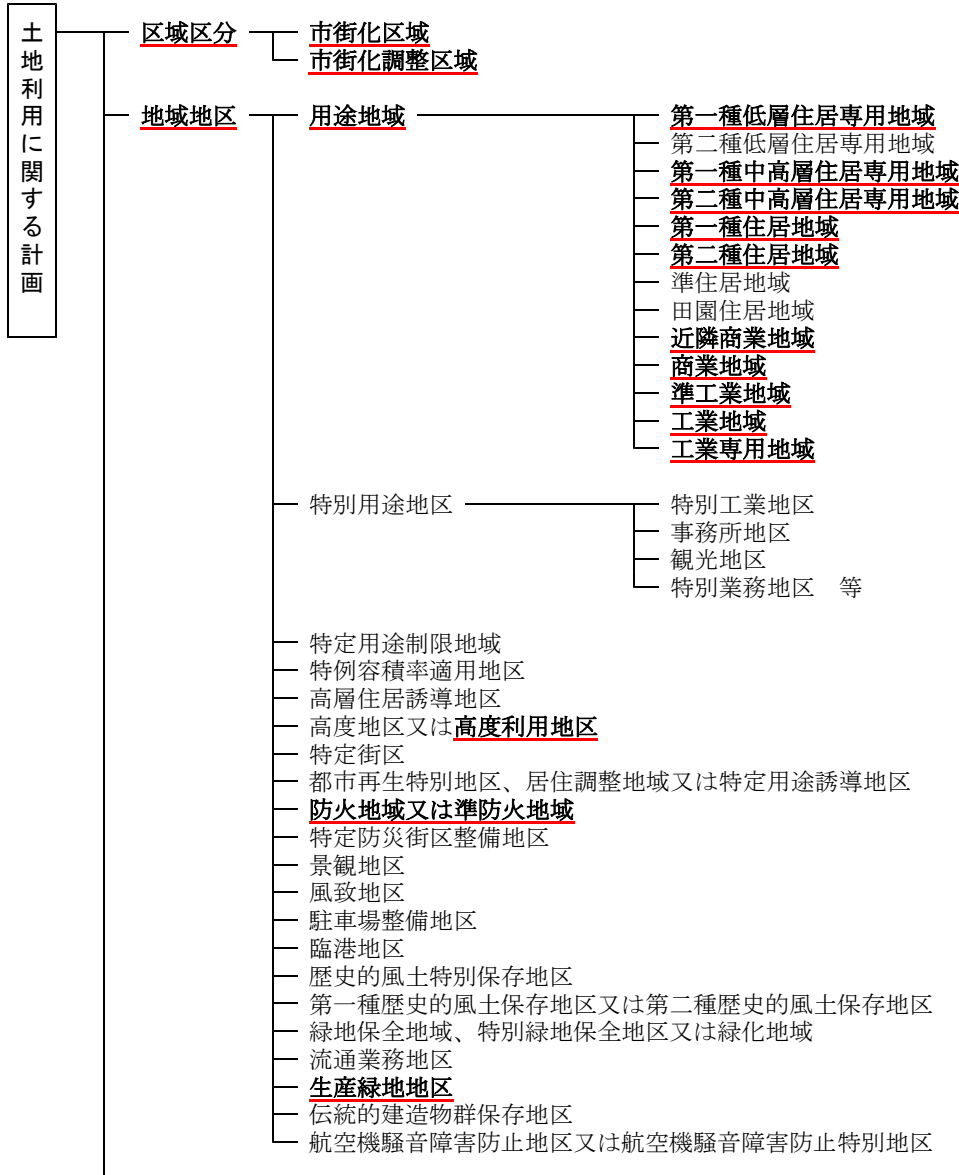 土地利用に関する計画
区域区分
市街化区域
市街化調整区域
地域地区
用途地域
第一種低層住居専用地域
第二種低層住居専用地域
第一種中高層住居専用地域
第二種中高層住居専用地域
第一種住居地域
第二種住居地域
準住居地域
田園住居地域
近隣商業地域
商業地域
準工業地域
工業地域
工業専用地域
特別用途地区
特別工業地区
事務所地区
観光地区
特別業務地区 等
特定用途制限地域
特例容積率適用地区
高層住居誘導地区
高度地区又は高度利用地区
特定街区
都市再生特別地区、居住調整地域又は特定用途誘導地区
防火地域又は準防火地域
特定防災街区整備地区
景観地区
風致地区
駐車場整備地区
臨港地区
歴史的風土特別保存地区
第一種歴史的風土保存地区又は第二種歴史的風土保存地区
緑地保全地域、特別緑地保全地区又は緑化地域
流通業務地区
生産緑地地区
伝統的建造物群保存地区
航空機騒音障害防止地区又は航空機騒音障害防止特別地区